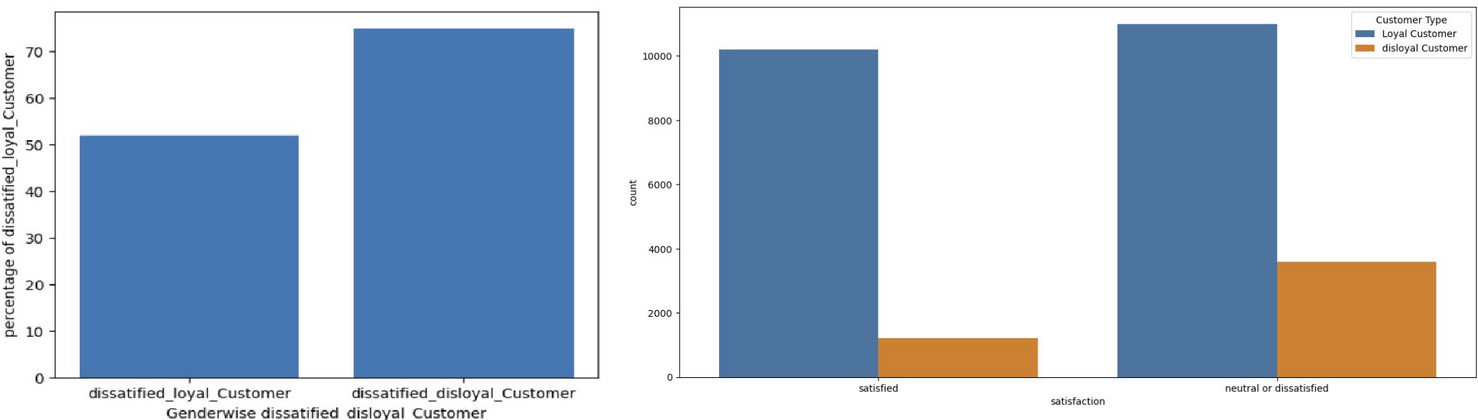 percentage of dissatified_loyal_Customer
70
60
50
40
30
20
10
0
dissatified_loyal_Customer
dissatified_disloyal_Customer
Genderwise dissatified_disloyal_Customer
count
10000
8000
6000
4000
2000
0
Customer Type
Loyal Customer
disloyal Customer
satisfied
neutral or dissatisfied
satisfaction